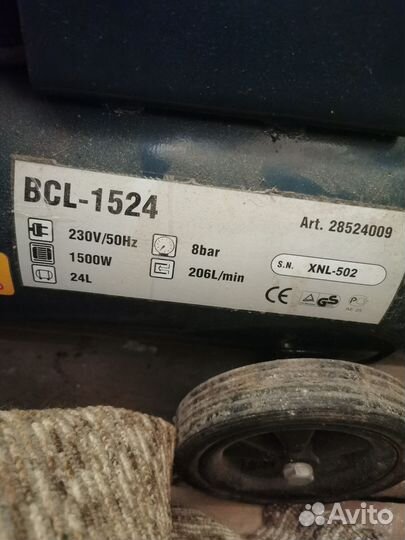 BCL-1524
Art. 28524009
230V/50Hz
8bar
S.N. XNL-502
1500W
206L/min
24L
CE
GS
Avito